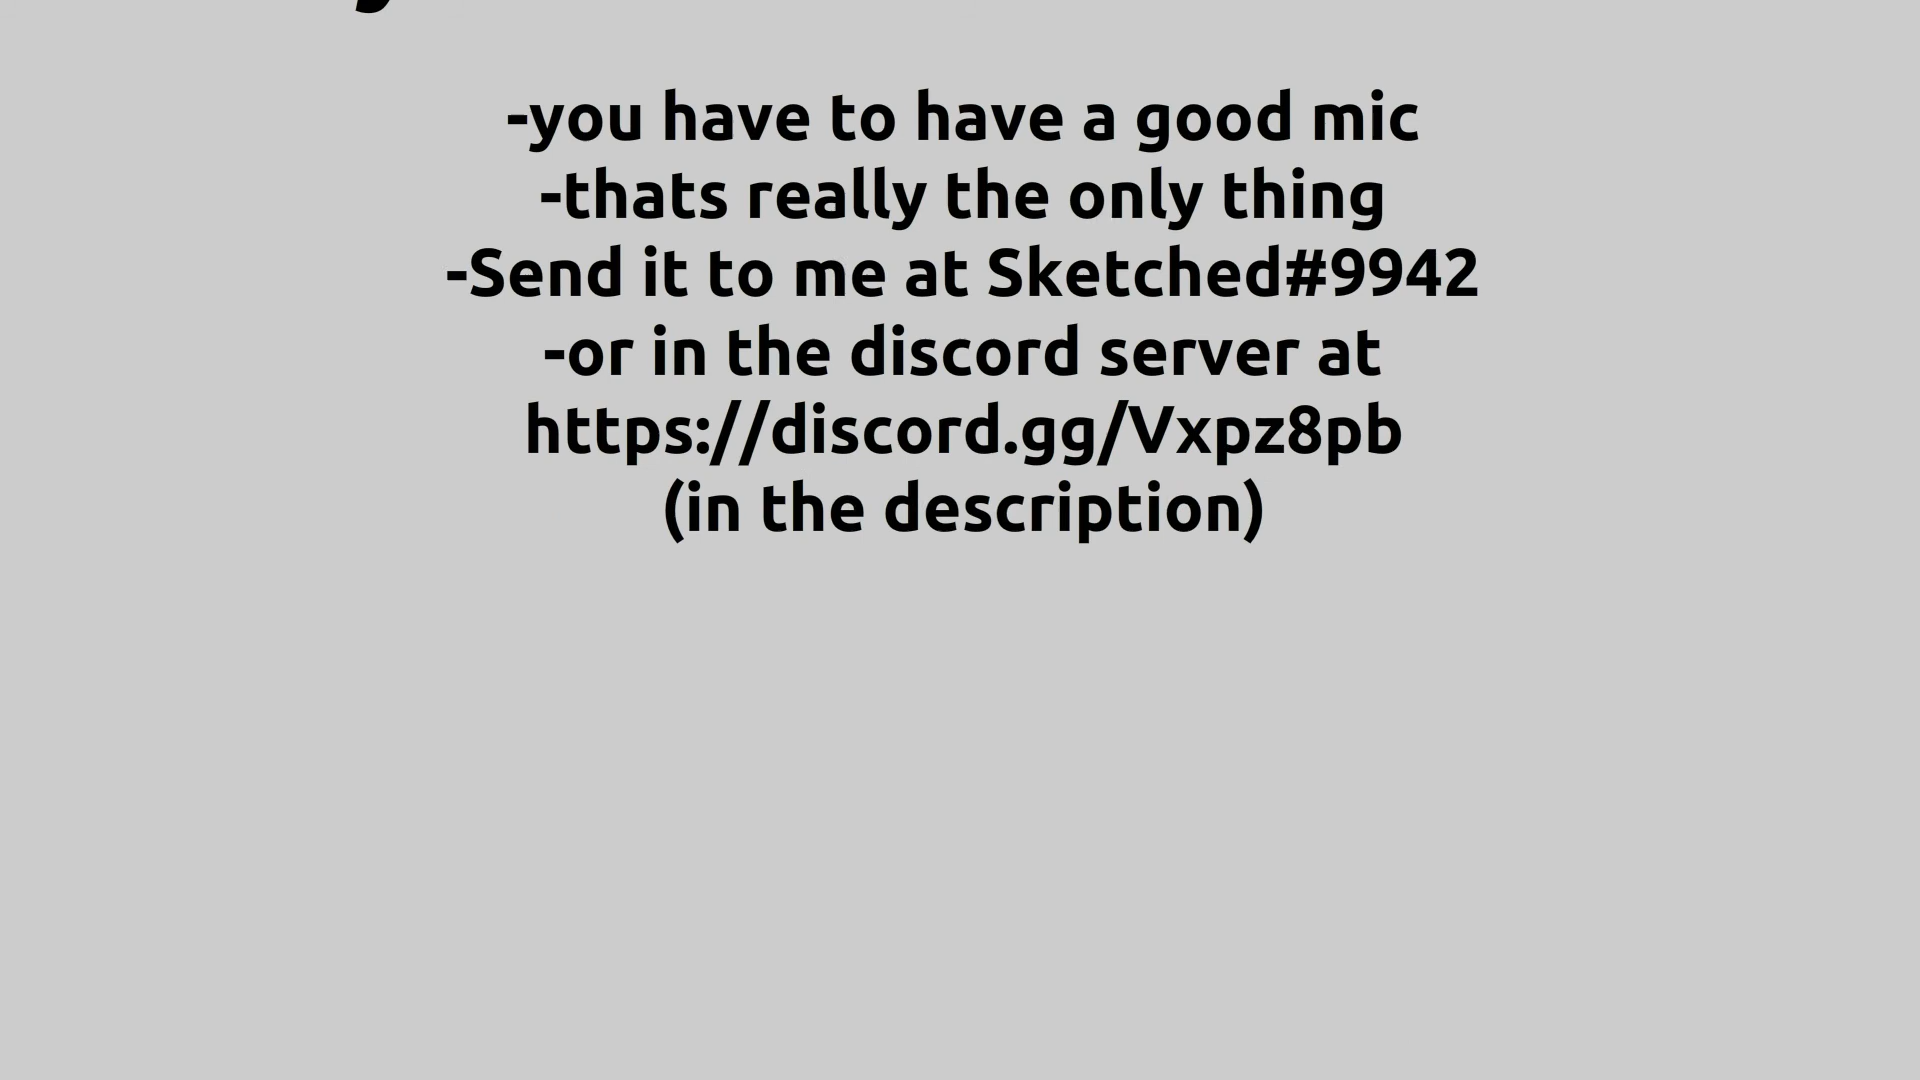 -you have to have a good mic
-thats really the only thing
-Send it to me at Sketched#9942
-or in the discord server at
https://discord.gg/Vxpz8pb
(in the description)